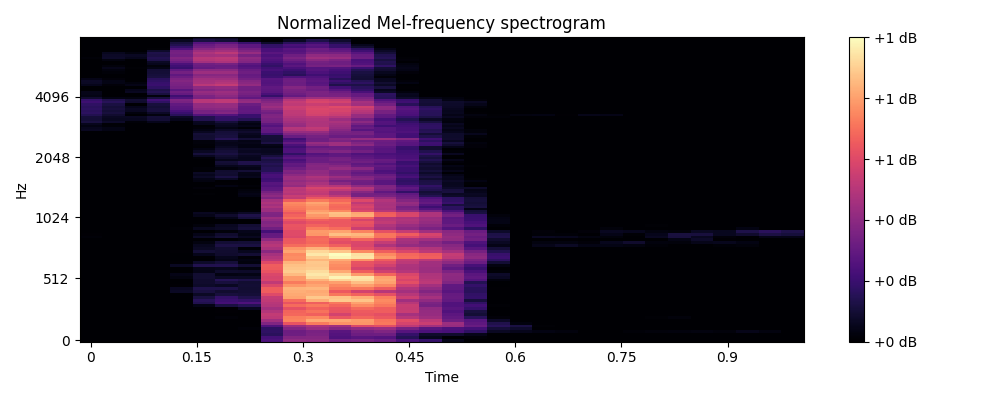 Normalized Mel-frequency spectrogram
Hz
4096
2048
1024
512
0
0 0.15 0.3 0.45 0.6 0.75 0.9
Time
+1 dB
+1 dB
+1 dB
+0 dB
+0 dB
+0 dB